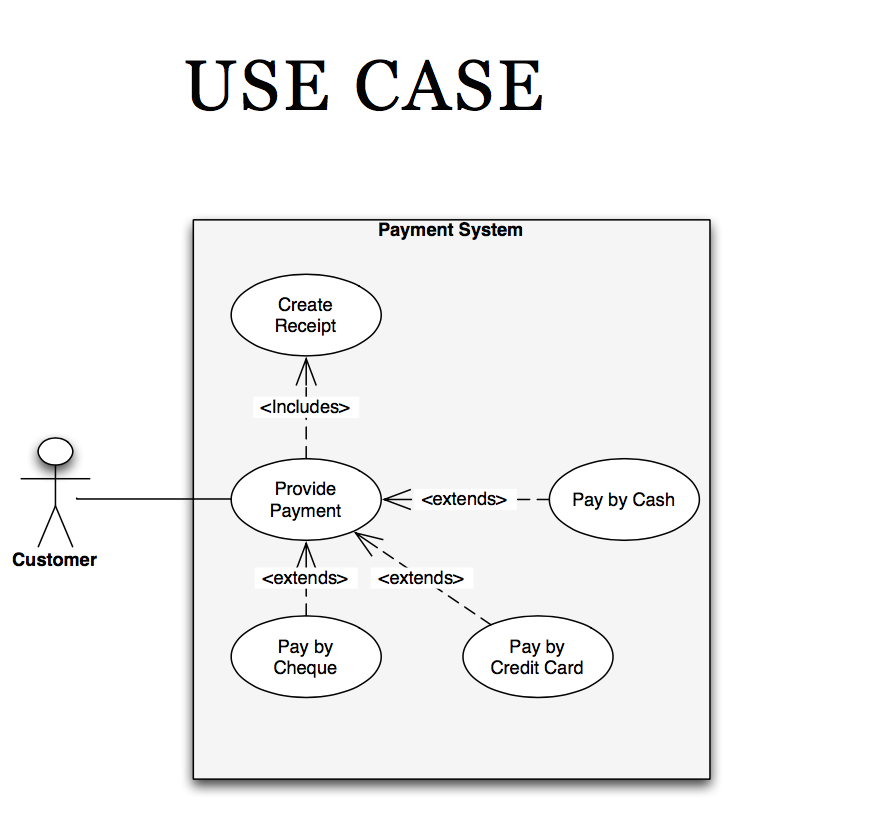 USE CASE
Payment System
Create
Receipt
<Includes>
Provide
Payment
<extends>
Pay by Cash
Customer
<extends>
<extends>
Pay by
Cheque
Pay by
Credit Card